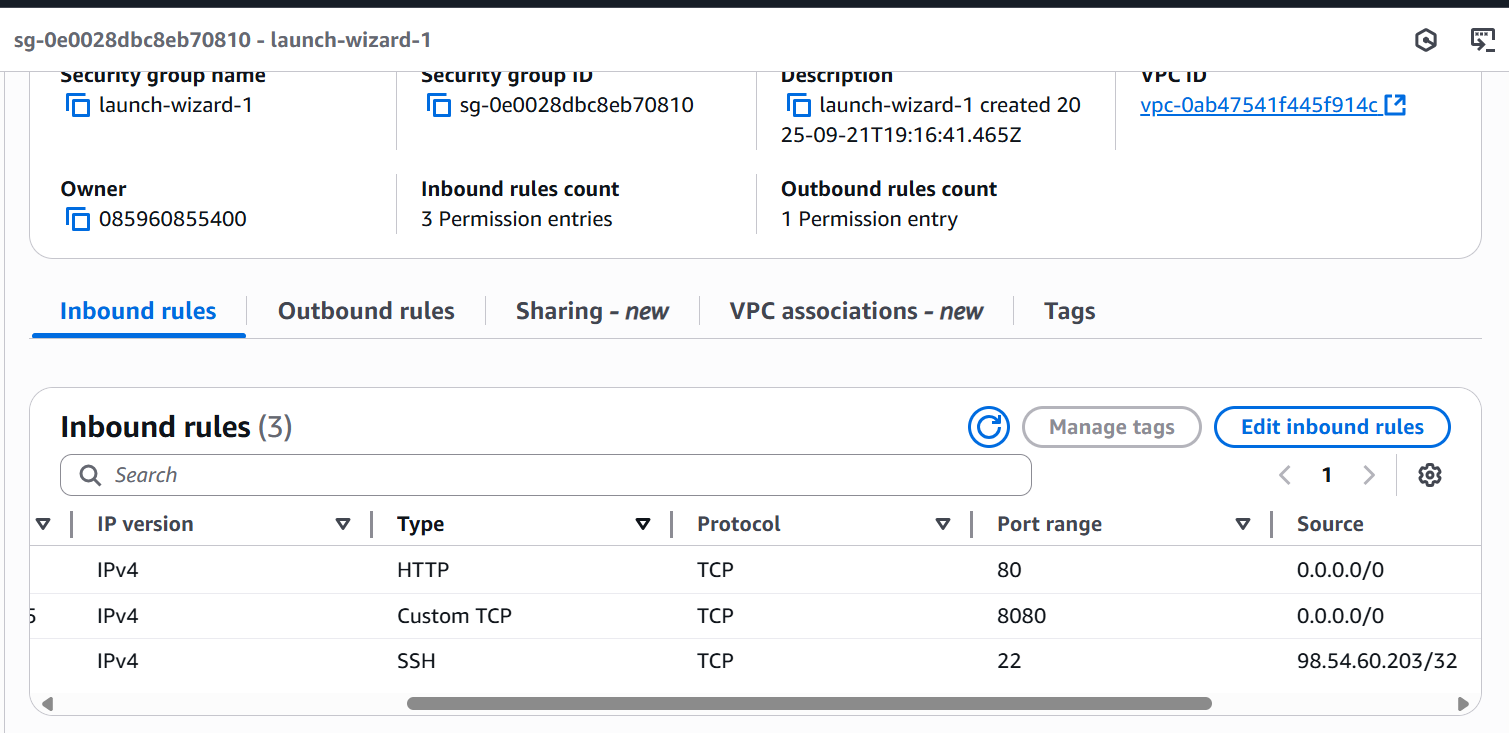 sg-0e0028dbc8eb70810 - launch-wizard-1
Security group name
launch-wizard-1
Security group ID
sg-0e0028dbc8eb70810
Description
launch-wizard-1 created 20
25-09-21T19:16:41.465Z
VPC ID
vpc-0ab47541f445f914c
Owner
085960855400
Inbound rules count
3 Permission entries
Outbound rules count
1 Permission entry
Inbound rules Outbound rules Sharing - new VPC associations - new Tags
Inbound rules (3) Manage tags Edit inbound rules
Search 1
IP version Type Protocol Port range Source
IPv4 HTTP TCP 80 0.0.0.0/0
5 IPv4 Custom TCP TCP 8080 0.0.0.0/0
IPv4 SSH TCP 22 98.54.60.203/32